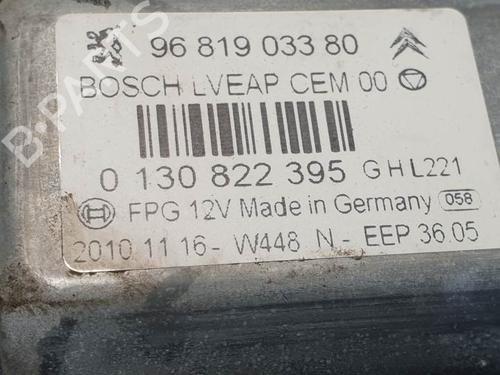 96 819 033 80
BOSCH LVEAP CEM 00
0 130 822 395 G H L221
FPG 12V Made in Germany 058
2010 11 16 - W448 N - EEP 36.05
B-PARTS